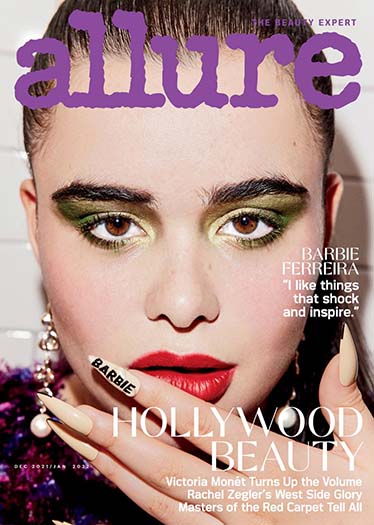 THE BEAUTY EXPERT
allure
BARBIE
FERREIRA
“I like things
that shock
and inspire.”
BARBIE
HOLLYWOOD
BEAUTY
DEC 2021/JAN 2022
Victoria Monét Turns Up the Volume
Rachel Zegler's West Side Glory
Masters of the Red Carpet Tell All